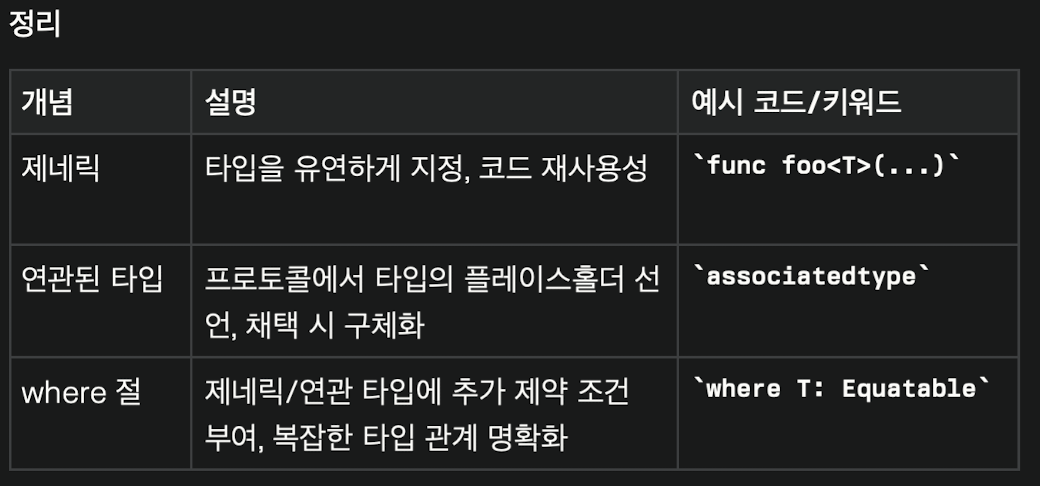 정리
개념 설명 예시 코드/키워드
제네릭 타입을 유연하게 지정, 코드 재사용성 `func foo<T>(...)`
연관된 타입 프로토콜에서 타입의 플레이스홀더 선 `associatedtype`
언, 채택 시 구체화
where 절 제네릭/연관 타입에 추가 제약 조건 `where T: Equatable`
부여, 복잡한 타입 관계 명확화